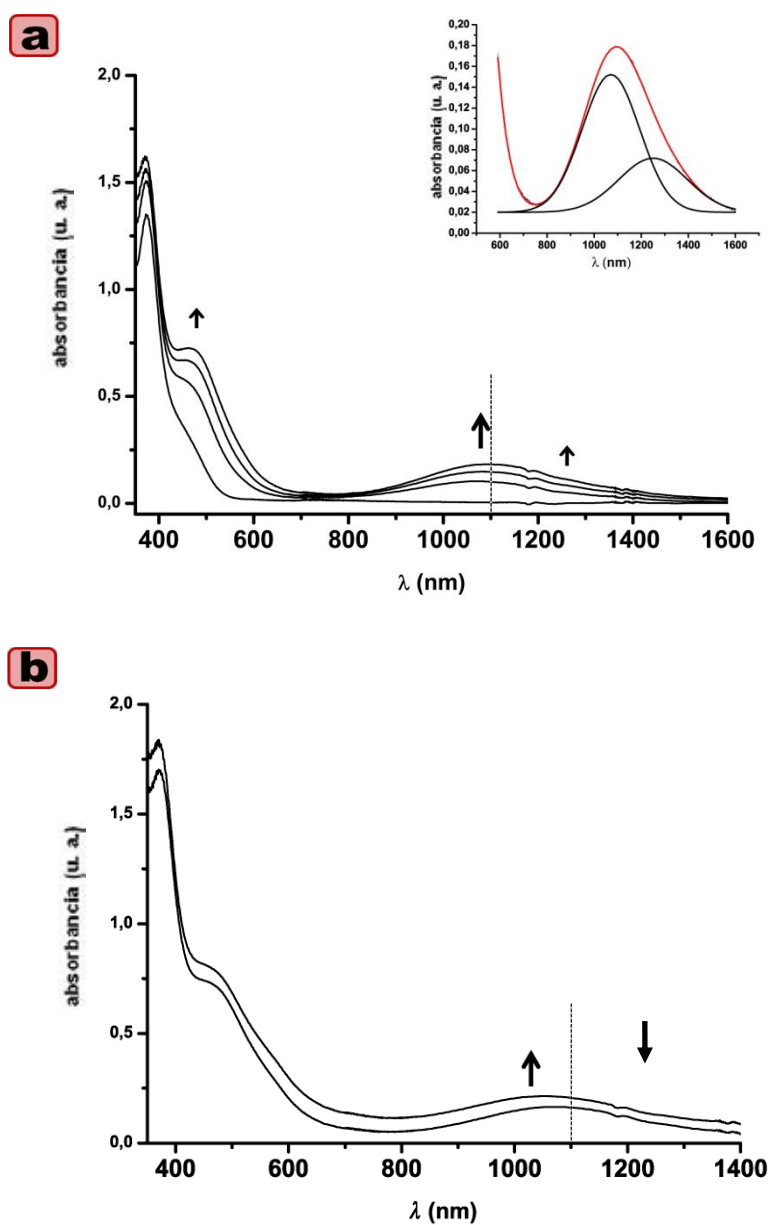 a
absorbancia (u. a.)
2,0
1,5
1,0
0,5
0,0
400 600 800 1000 1200 1400 1600
λ (nm)
absorbancia (u. a.)
0,20
0,18
0,16
0,14
0,12
0,10
0,08
0,06
0,04
0,02
0,00
600 800 1000 1200 1400 1600
λ (nm)
b
absorbancia (u. a.)
2,0
1,5
1,0
0,5
0,0
400 600 800 1000 1200 1400
λ (nm)